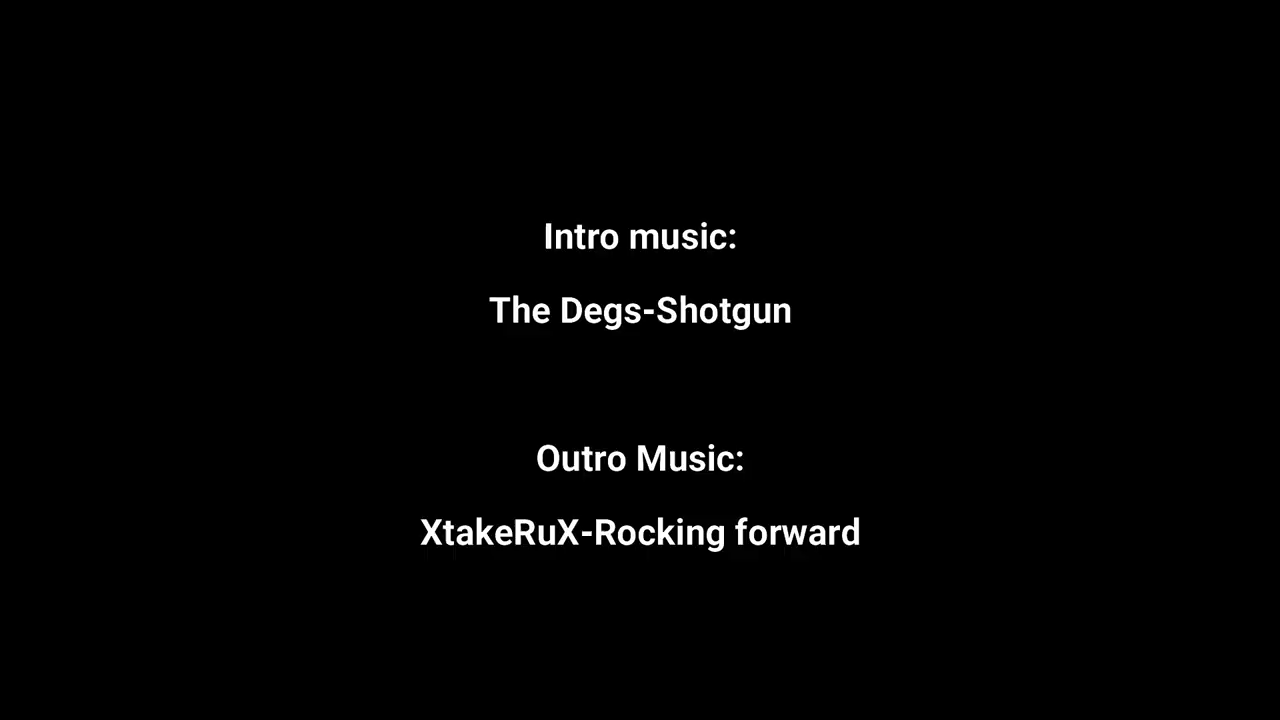 Intro music:
The Degs-Shotgun
Outro Music:
XtakeRuX-Rocking forward